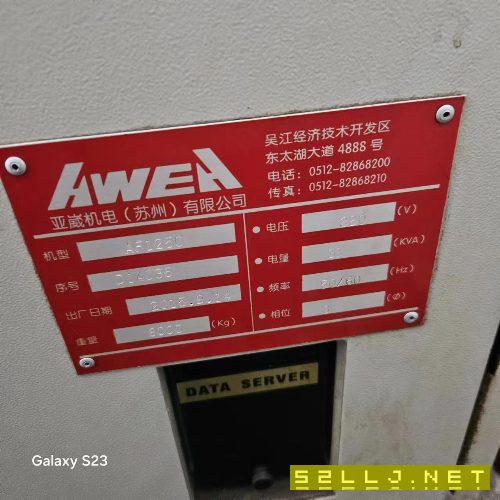 AWEA
亚崴机电（苏州）有限公司
吴江经济技术开发区
东太湖大道 4888 号
电话：0512-82868200
传真：0512-82868210
机型
序号
出厂日期
重量 (Kg)
电压 (V)
电量 (KVA)
频率 50/60 (Hz)
相位 (Φ)
DATA SERVER
Galaxy S23
52LLJ.NET